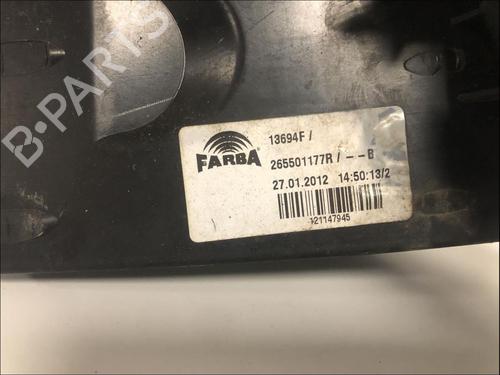 B-PARTS
FARBA
13694F /
265501177R / - - B
27.01.2012 14:50:13/2
121147945